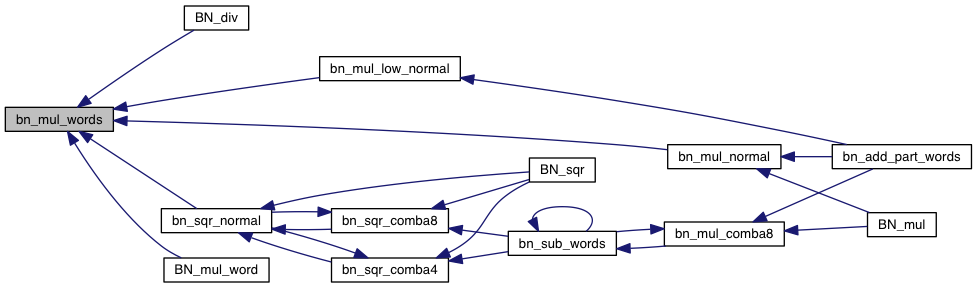 BN_div
bn_mul_low_normal
bn_mul_words
bn_mul_normal
bn_add_part_words
BN_sqr
bn_sqr_normal
bn_sqr_comba8
BN_mul
bn_mul_comba8
bn_sub_words
BN_mul_word
bn_sqr_comba4